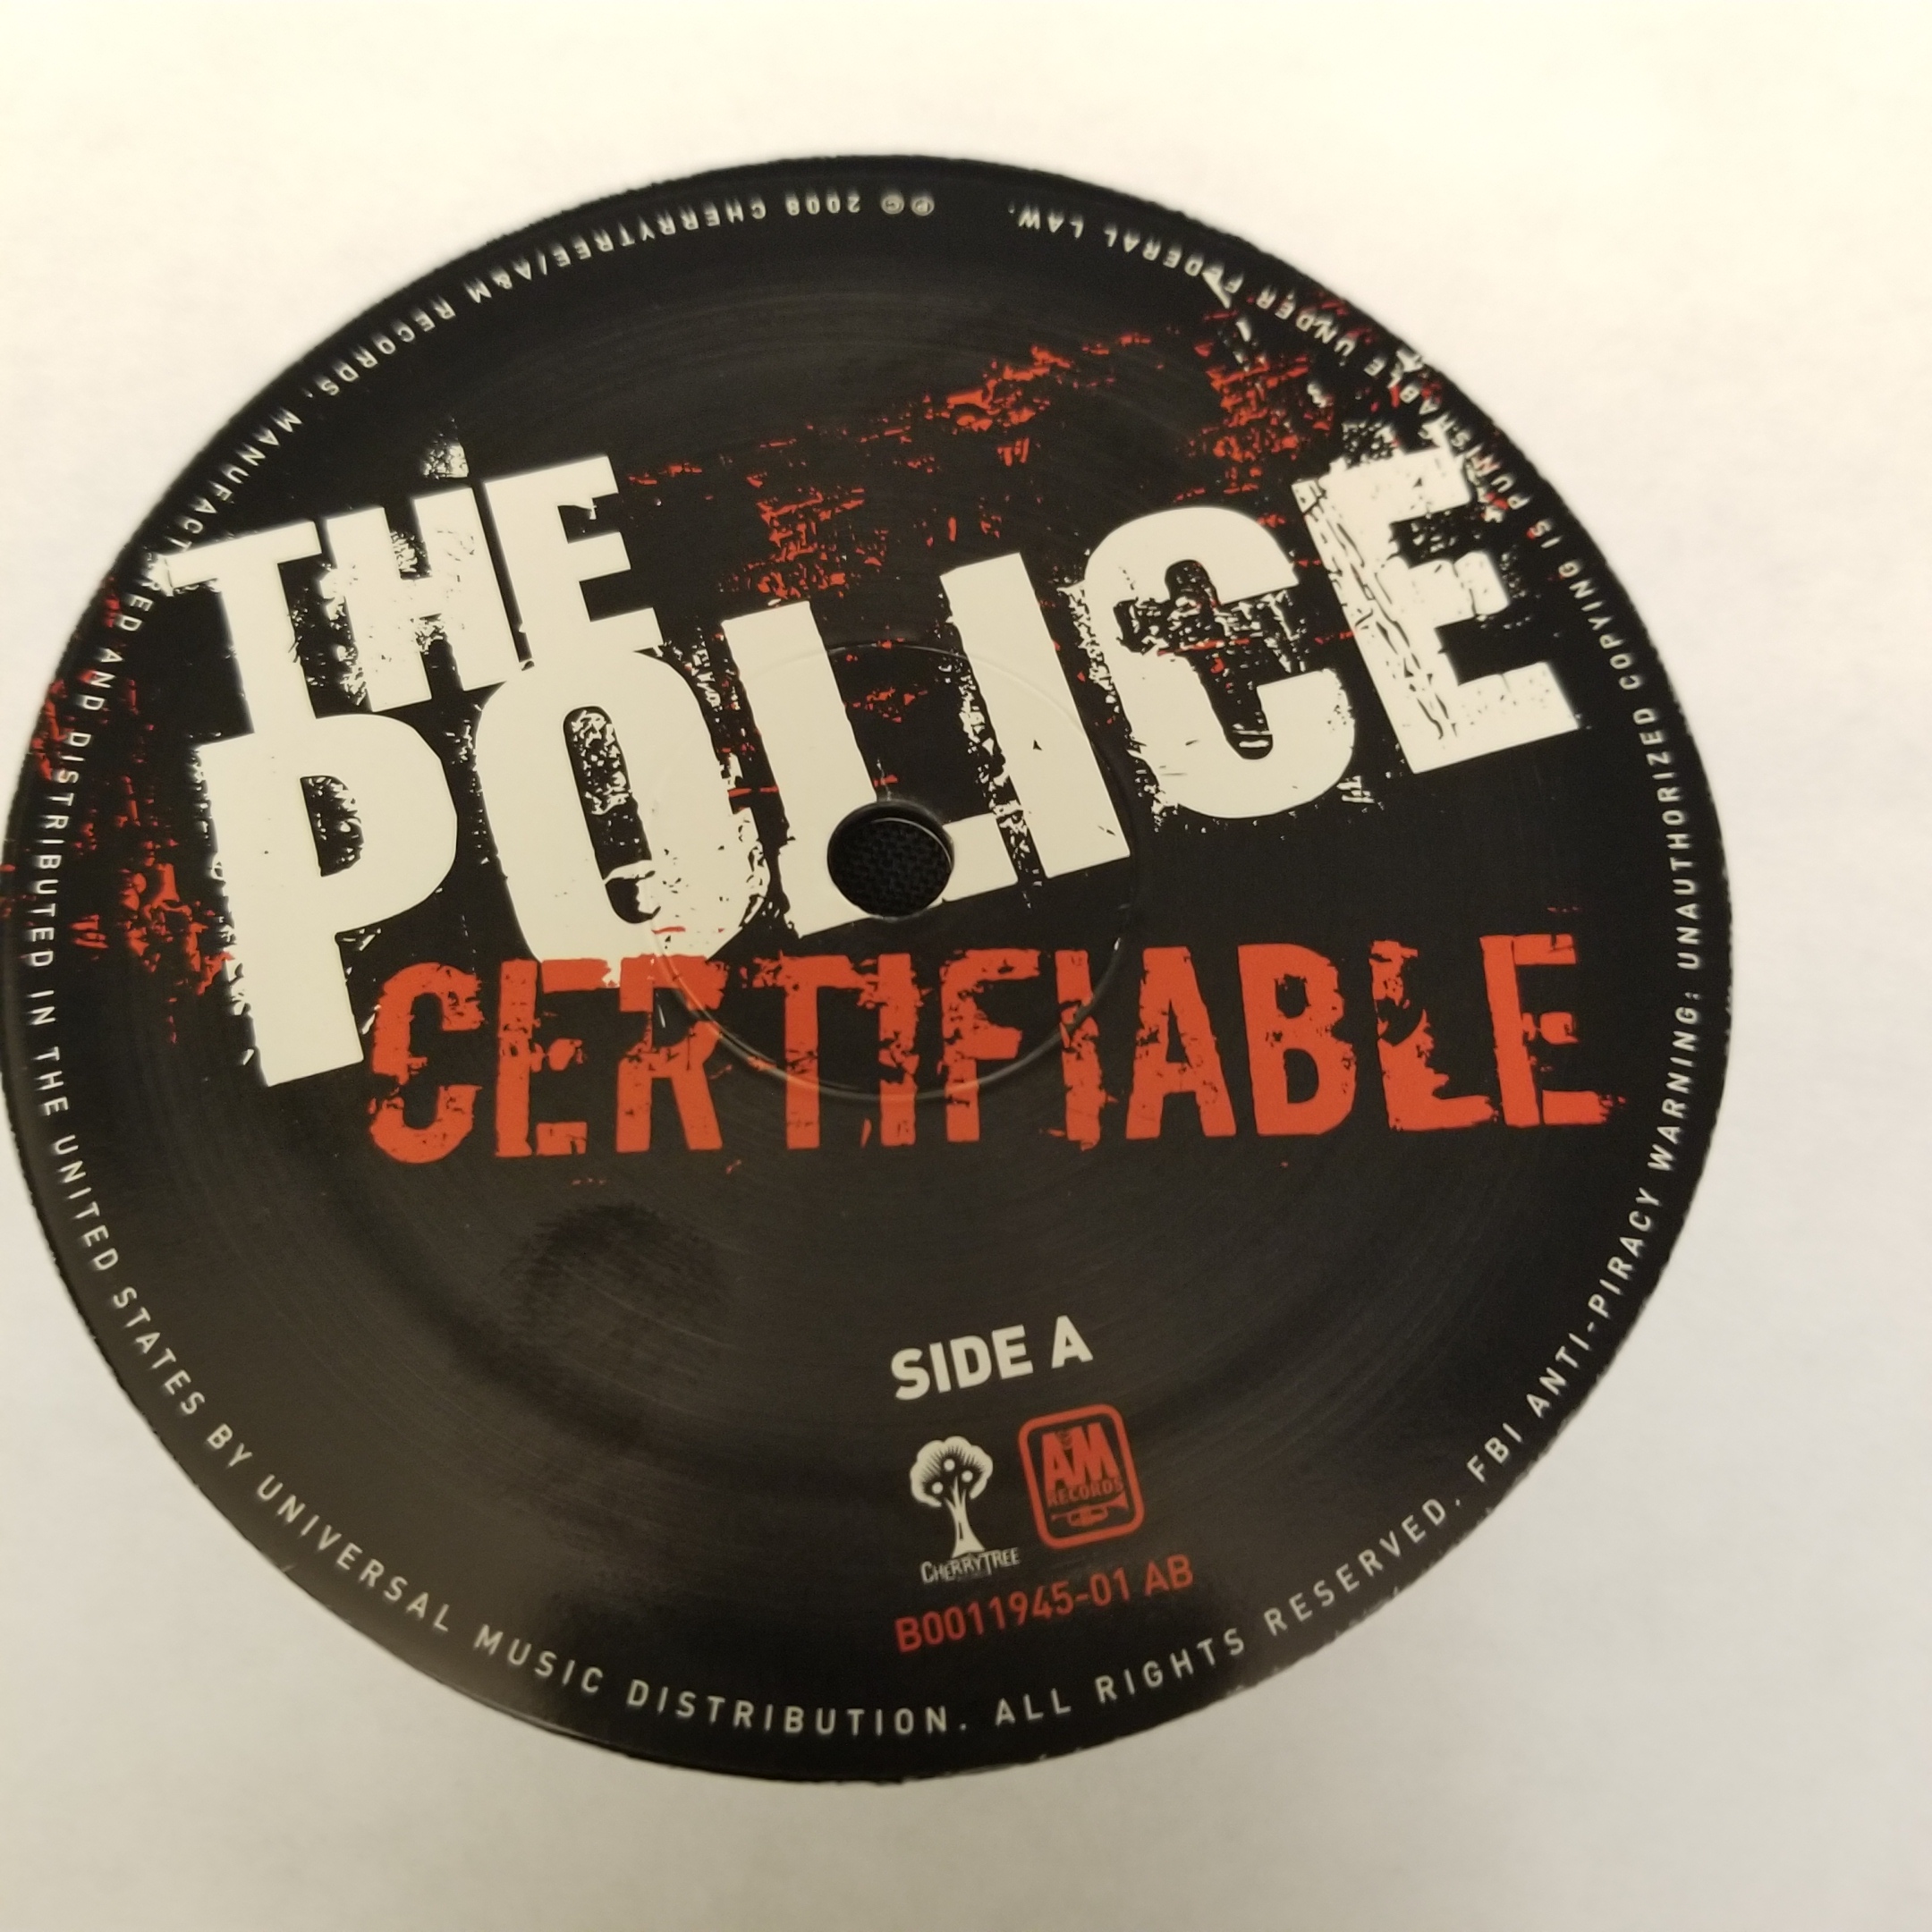 THE
POLICE
CERTIFIABLE
SIDE A
CHERRYTREE
A&M
RECORDS
B0011945-01 AB
℗© 2008 CHERRYTREE/A&M RECORDS. MANUFACTURED AND DISTRIBUTED IN THE UNITED STATES BY UNIVERSAL MUSIC DISTRIBUTION. ALL RIGHTS RESERVED. FBI ANTI-PIRACY WARNING: UNAUTHORIZED COPYING IS PUNISHABLE UNDER FEDERAL LAW.